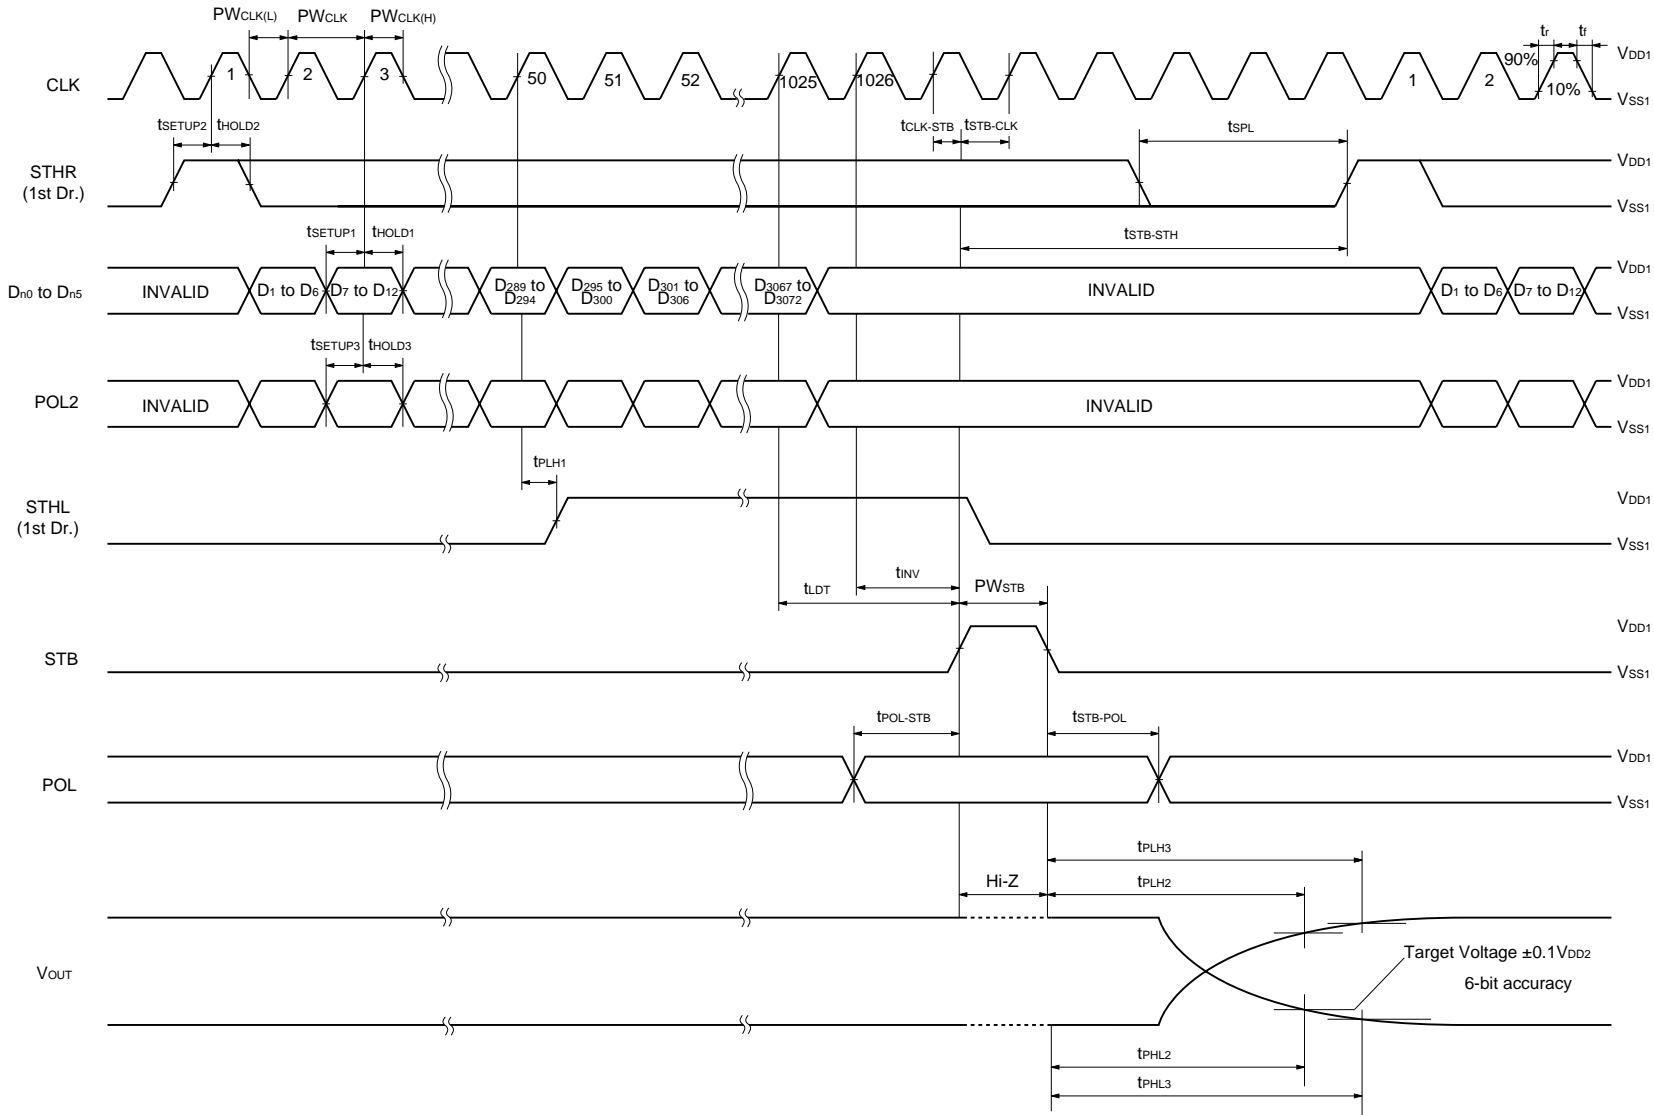 PWCLK(L) PWCLK PWCLK(H)
tr tf
CLK 1 2 3 50 51 52 1025 1026 1 2 90% 10% VDD1
VSS1
tSETUP2 tHOLD2 tCLK-STB tSTB-CLK tSPL
STHR
(1st Dr.)
VDD1
VSS1
tSETUP1 tHOLD1 tSTB-STH
Dn0 to Dn5 INVALID D1 to D6 D7 to D12 D289 to D294 D295 to D300 D301 to D306 D3067 to D3072 INVALID D1 to D6 D7 to D12
VDD1
VSS1
tSETUP3 tHOLD3
POL2 INVALID INVALID
VDD1
VSS1
tPLH1
STHL
(1st Dr.)
VDD1
VSS1
tLDT tINV PWSTB
STB
VDD1
VSS1
tPOL-STB tSTB-POL
POL
VDD1
VSS1
tPLH3
Hi-Z tPLH2
VOUT
Target Voltage ±0.1VDD2
6-bit accuracy
tPHL2
tPHL3